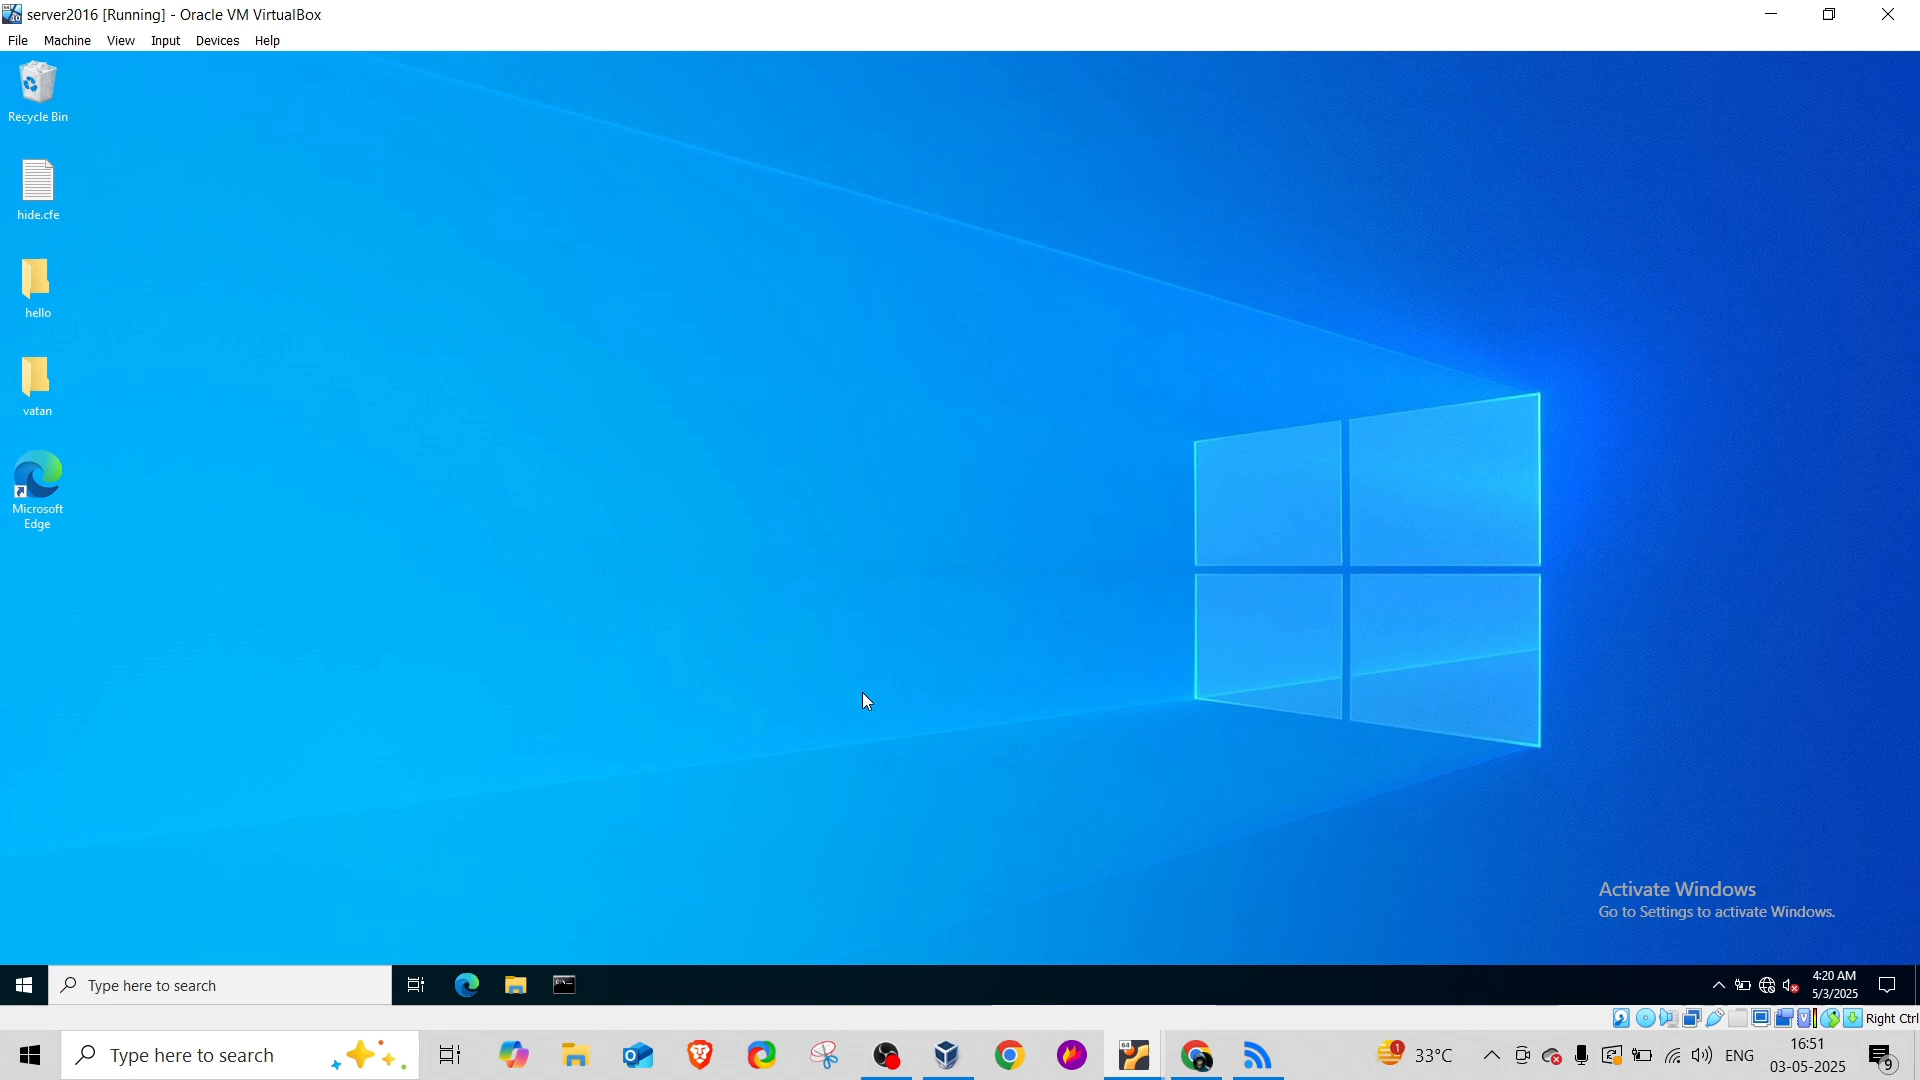 server2016 [Running] - Oracle VM VirtualBox
File Machine View Input Devices Help
Recycle Bin
hide.cfe
hello
vatan
Microsoft
Edge
Activate Windows
Go to Settings to activate Windows.
Type here to search
4:20 AM
5/3/2025
Right Ctrl
Type here to search
1
33°C
ENG
16:51
03-05-2025
9